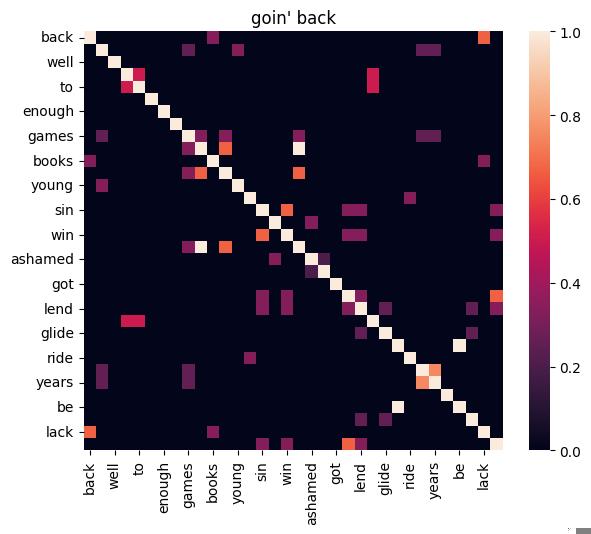 goin' back
back
well
to
enough
games
books
young
sin
win
ashamed
got
lend
glide
ride
years
be
lack
1.0
0.8
0.6
0.4
0.2
0.0
back
well
to
enough
games
books
young
sin
win
ashamed
got
lend
glide
ride
years
be
lack